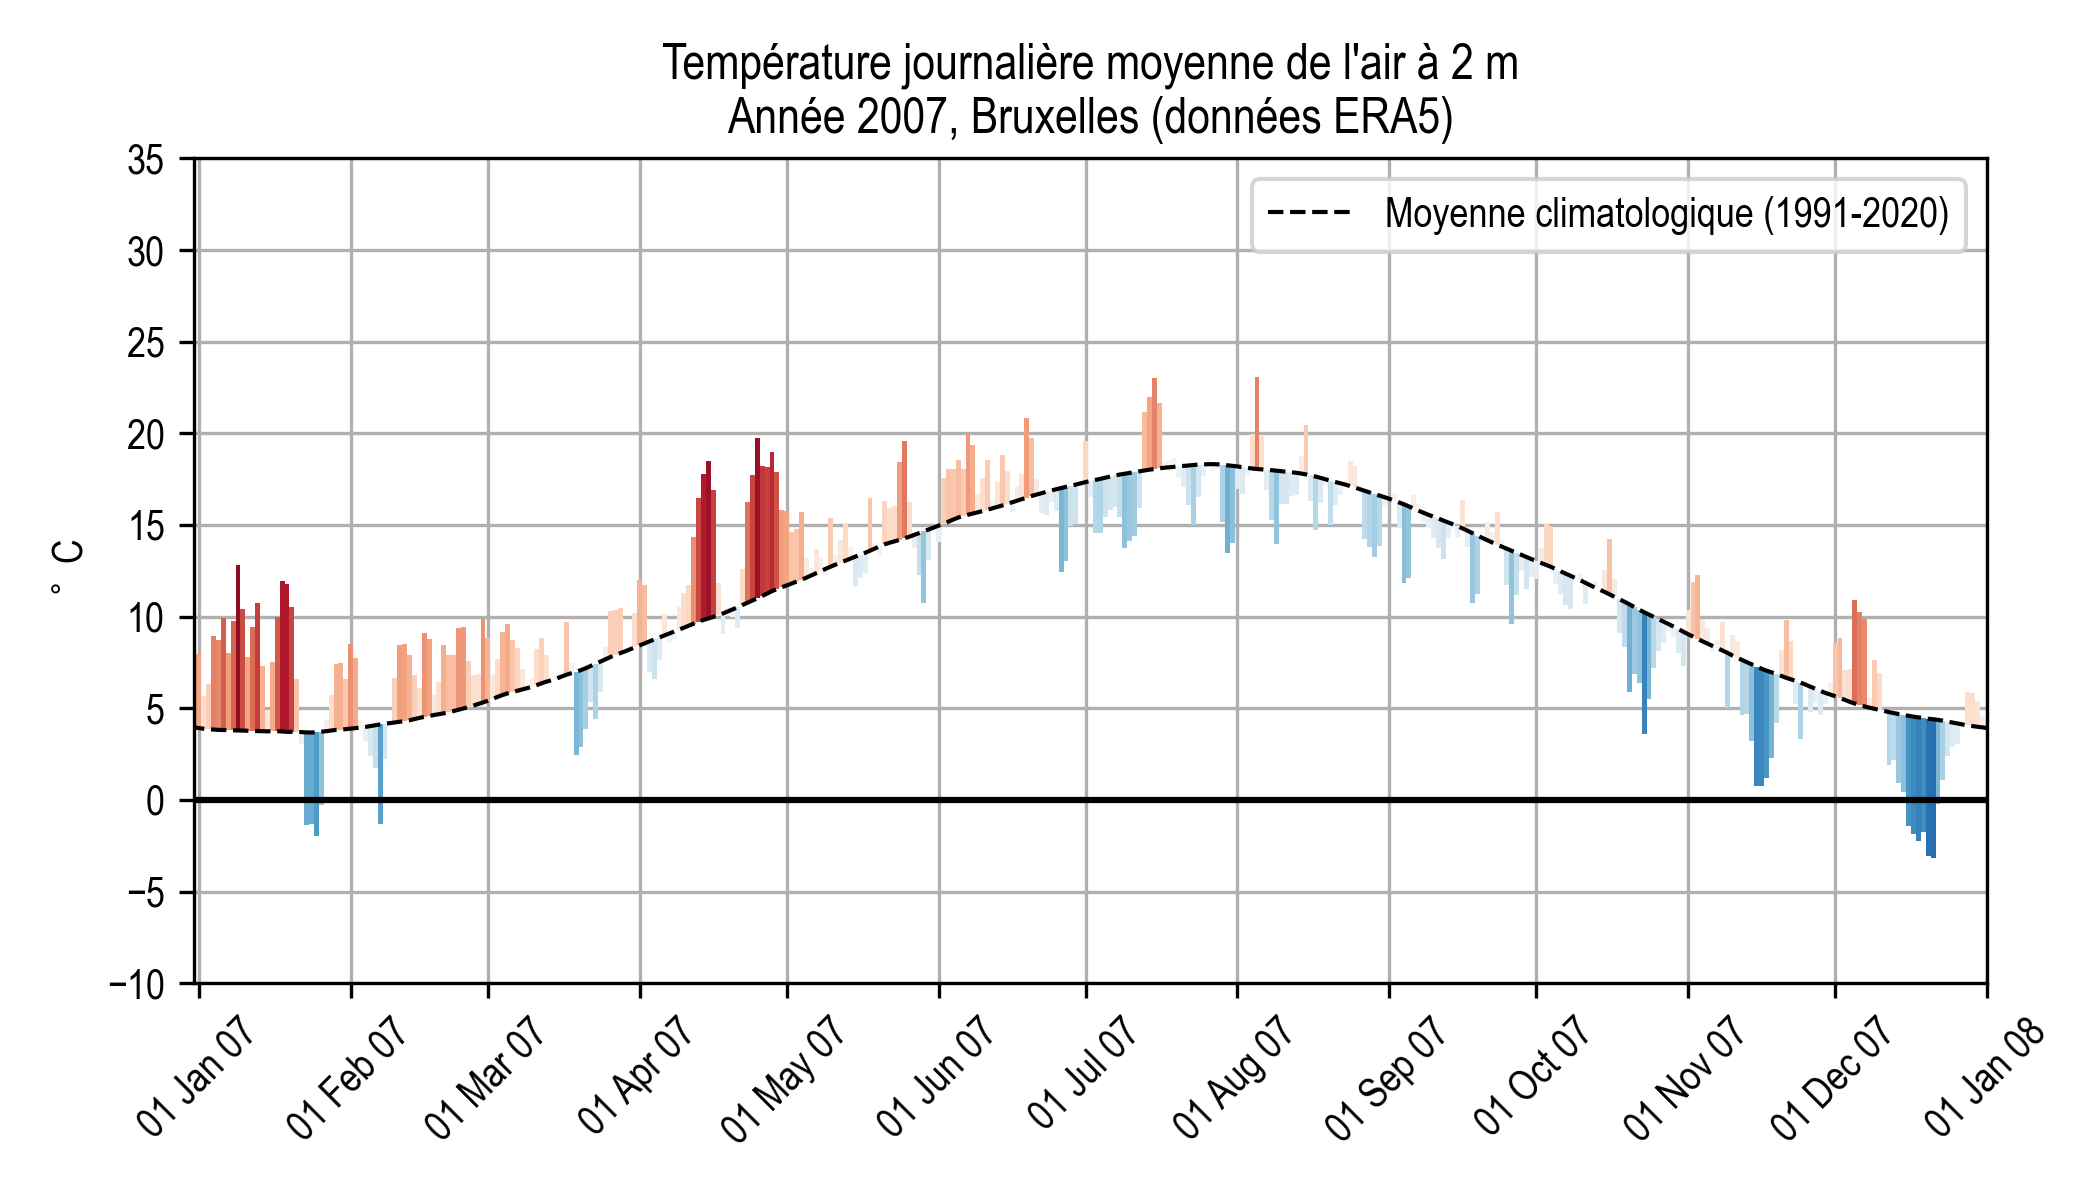 Température journalière moyenne de l'air à 2 m
Année 2007, Bruxelles (données ERA5)
Moyenne climatologique (1991-2020)
° C
35
30
25
20
15
10
5
0
−5
−10
01 Jan 07
01 Feb 07
01 Mar 07
01 Apr 07
01 May 07
01 Jun 07
01 Jul 07
01 Aug 07
01 Sep 07
01 Oct 07
01 Nov 07
01 Dec 07
01 Jan 08